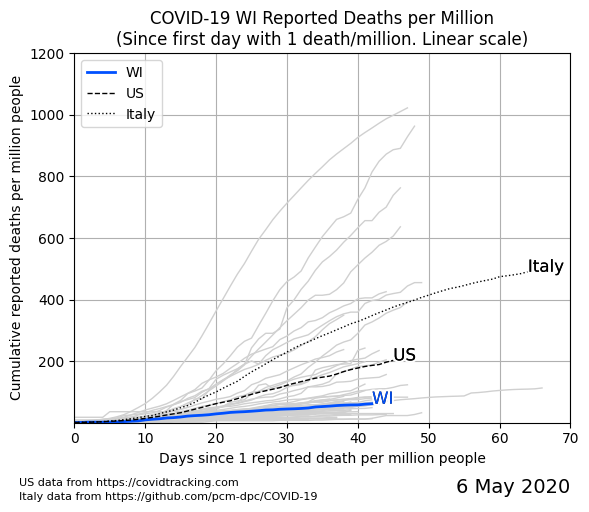 COVID-19 WI Reported Deaths per Million
(Since first day with 1 death/million. Linear scale)
Cumulative reported deaths per million people
1200
1000
800
600
400
200
WI
US
Italy
Italy
US
WI
0
10
20
30
40
50
60
70
Days since 1 reported death per million people
US data from https://covidtracking.com
Italy data from https://github.com/pcm-dpc/COVID-19
6 May 2020